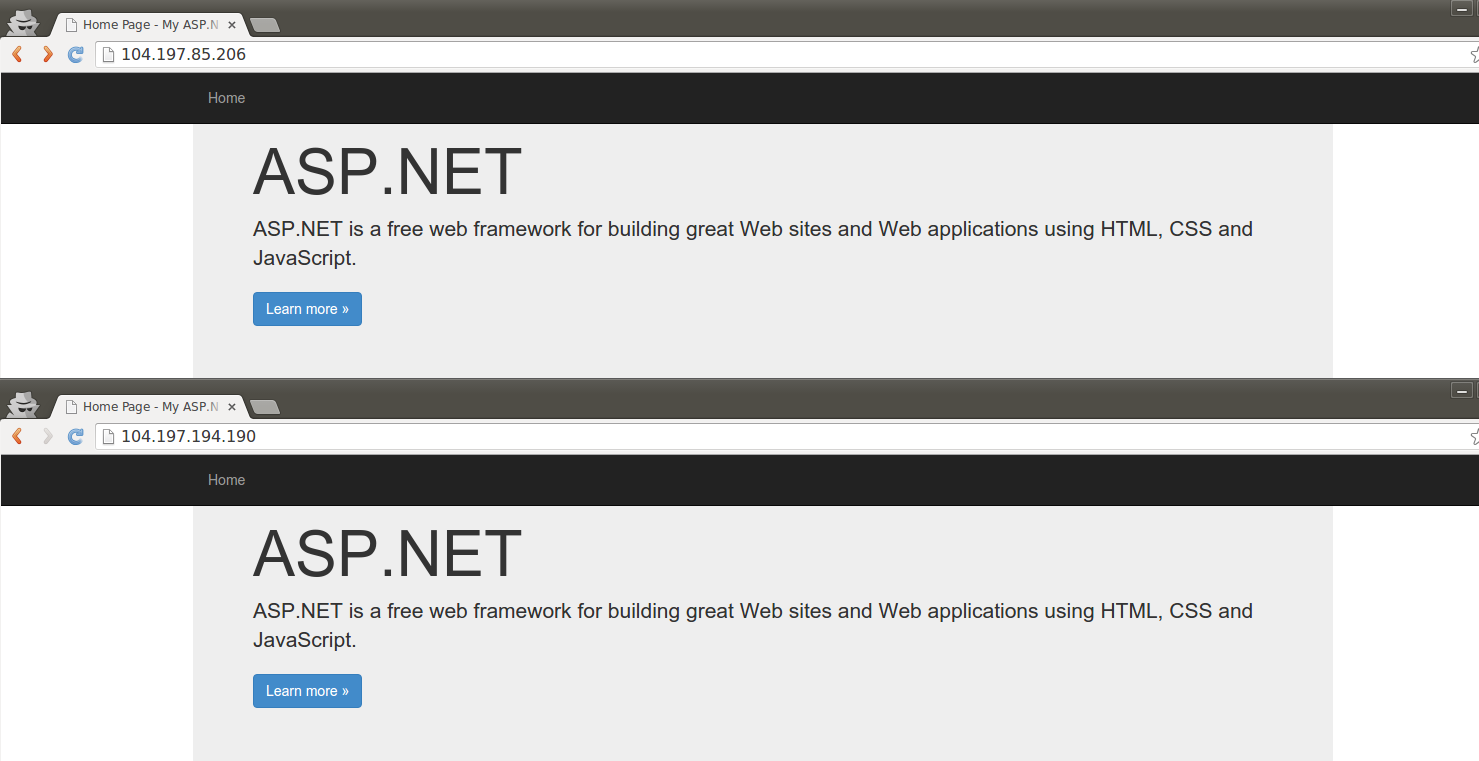 Home Page - My ASP.N
104.197.85.206
Home
ASP.NET
ASP.NET is a free web framework for building great Web sites and Web applications using HTML, CSS and
JavaScript.
Learn more »
Home Page - My ASP.N
104.197.194.190
Home
ASP.NET
ASP.NET is a free web framework for building great Web sites and Web applications using HTML, CSS and
JavaScript.
Learn more »